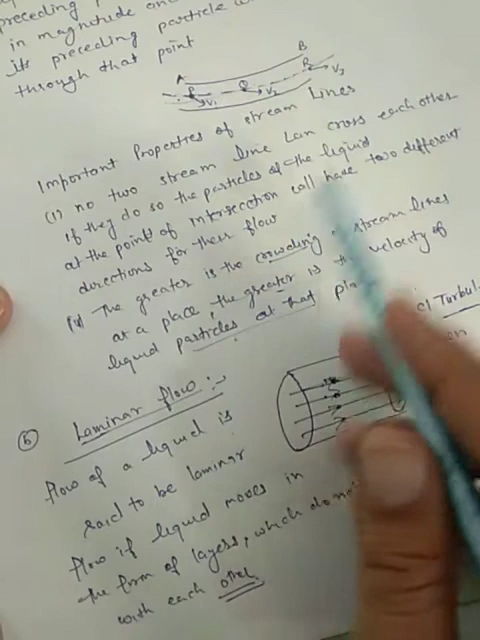 preceding
in magnitude and
its preceding particle
through that point
A B
P Q R
V1 V2 V3
Important Properties of stream Lines
(i) no two stream line can cross each other
if they do so the particles of the liquid
at the point of intersection will have two different
directions for their flow
(ii) The greater is the crowding stream lines
at a place, the greater is the velocity of
liquid particles at that
c) Turbul
en
(b) Laminar flow :-
flow of a liquid is
said to be laminar
flow if liquid moves in
the form of layers, which do no
with each other